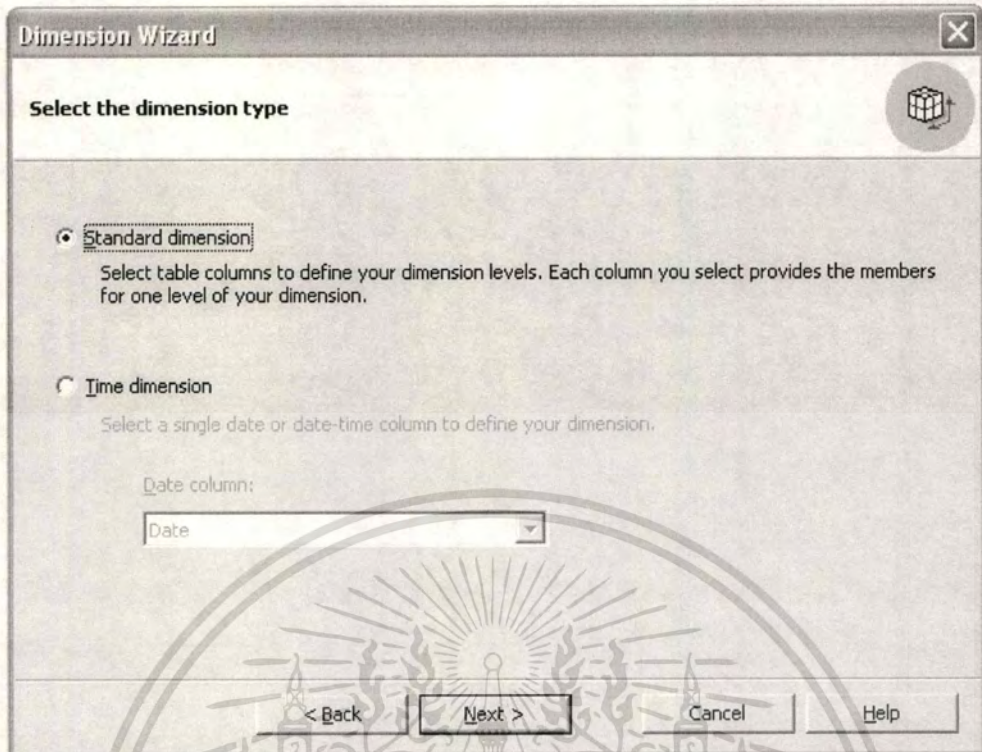 Dimension Wizard
Select the dimension type
Standard dimension
Select table columns to define your dimension levels. Each column you select provides the members
for one level of your dimension.
Time dimension
Select a single date or date-time column to define your dimension.
Date column:
Date
< Back
Next >
Cancel
Help